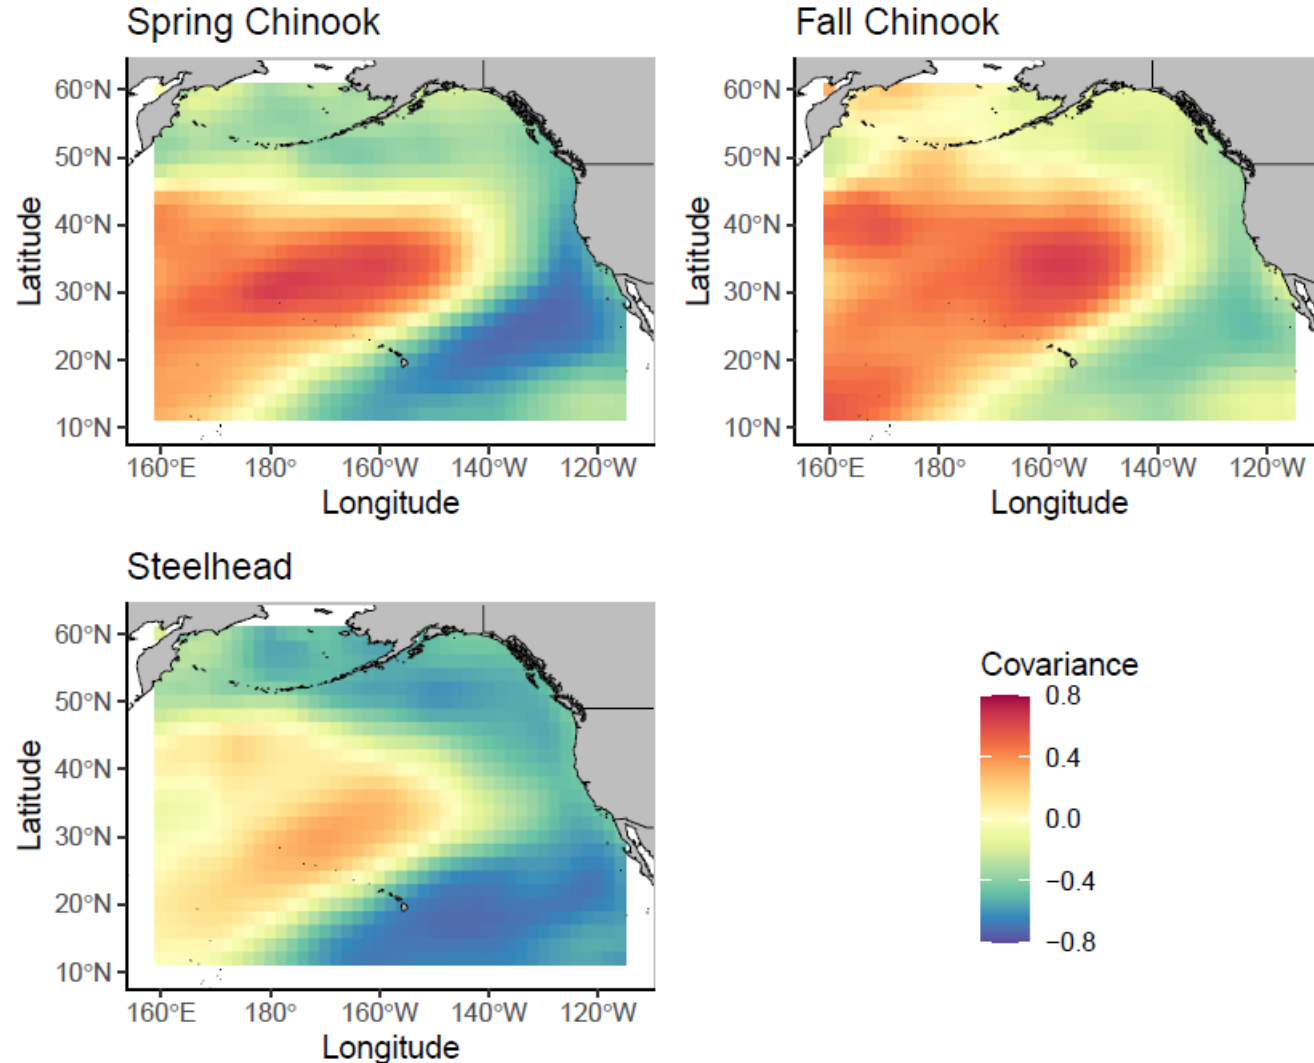 Spring Chinook
60°N
50°N
40°N
30°N
20°N
10°N
Latitude
160°E 180° 160°W 140°W 120°W
Longitude
Fall Chinook
60°N
50°N
40°N
30°N
20°N
10°N
Latitude
160°E 180° 160°W 140°W 120°W
Longitude
Steelhead
60°N
50°N
40°N
30°N
20°N
10°N
Latitude
160°E 180° 160°W 140°W 120°W
Longitude
Covariance
0.8
0.4
0.0
−0.4
−0.8